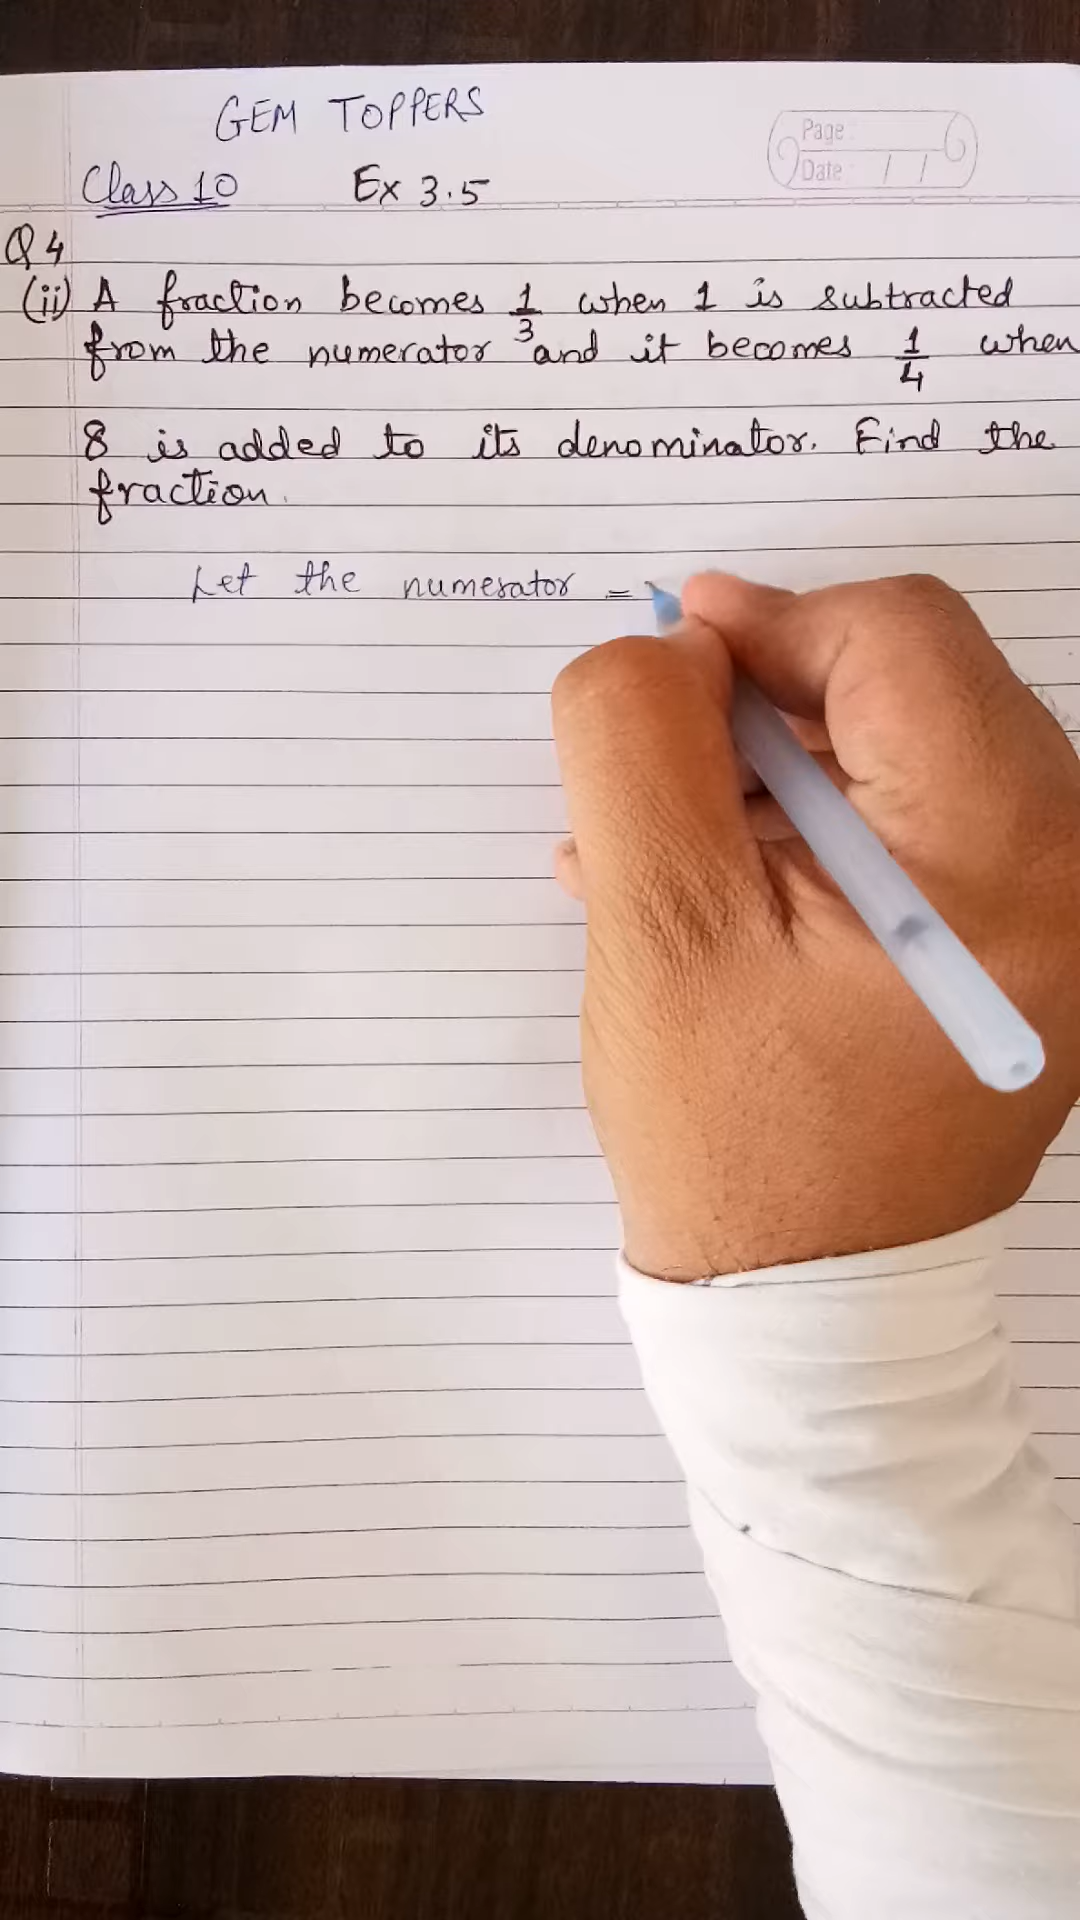 GEM TOPPERS
Page
Date / /
Class 10 Ex 3.5
Q 4
(ii) A fraction becomes 1/3 when 1 is subtracted
from the numerator and it becomes 1/4 when
8 is added to its denominator. Find the
fraction.
Let the numerator =